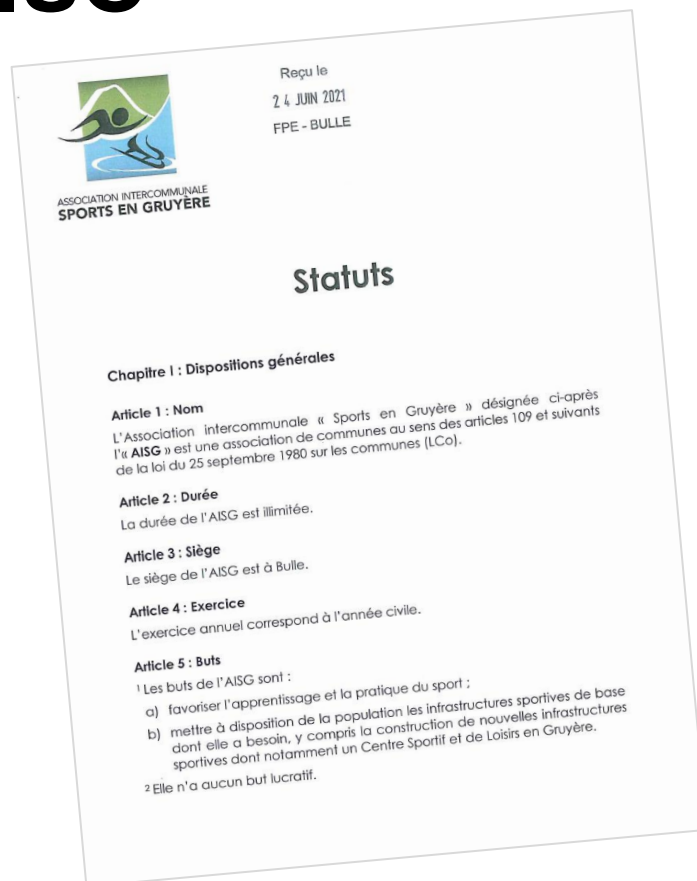 Reçu le
24 JUIN 2021
FPE - BULLE
ASSOCIATION INTERCOMMUNALE
SPORTS EN GRUYÈRE
Statuts
Chapitre I : Dispositions générales
Article 1 : Nom
L'Association intercommunale « Sports en Gruyère » désignée ci-après
l'« AISG » est une association de communes au sens des articles 109 et suivants
de la loi du 25 septembre 1980 sur les communes (LCo).
Article 2 : Durée
La durée de l'AISG est illimitée.
Article 3 : Siège
Le siège de l'AISG est à Bulle.
Article 4 : Exercice
L'exercice annuel correspond à l'année civile.
Article 5 : Buts
¹ Les buts de l'AISG sont :
a) favoriser l'apprentissage et la pratique du sport ;
b) mettre à disposition de la population les infrastructures sportives de base
dont elle a besoin, y compris la construction de nouvelles infrastructures
sportives dont notamment un Centre Sportif et de Loisirs en Gruyère.
² Elle n'a aucun but lucratif.